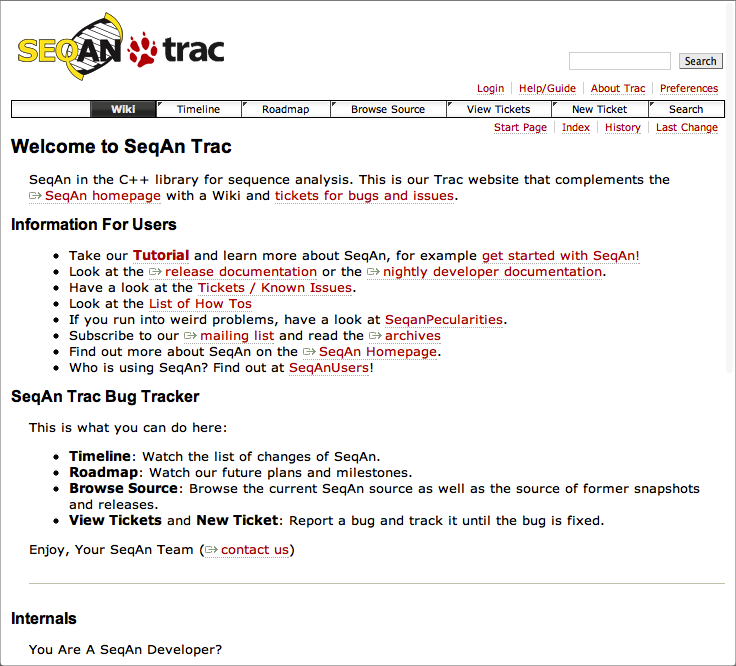 SEQAN trac
Search
Login Help/Guide About Trac Preferences
Wiki Timeline Roadmap Browse Source View Tickets New Ticket Search
Start Page Index History Last Change
Welcome to SeqAn Trac
SeqAn in the C++ library for sequence analysis. This is our Trac website that complements the
SeqAn homepage with a Wiki and tickets for bugs and issues.
Information For Users
• Take our Tutorial and learn more about SeqAn, for example get started with SeqAn!
• Look at the release documentation or the nightly developer documentation.
• Have a look at the Tickets / Known Issues.
• Look at the List of How Tos
• If you run into weird problems, have a look at SeqanPecularities.
• Subscribe to our mailing list and read the archives
• Find out more about SeqAn on the SeqAn Homepage.
• Who is using SeqAn? Find out at SeqAnUsers!
SeqAn Trac Bug Tracker
This is what you can do here:
• Timeline: Watch the list of changes of SeqAn.
• Roadmap: Watch our future plans and milestones.
• Browse Source: Browse the current SeqAn source as well as the source of former snapshots
and releases.
• View Tickets and New Ticket: Report a bug and track it until the bug is fixed.
Enjoy, Your SeqAn Team (contact us)
Internals
You Are A SeqAn Developer?